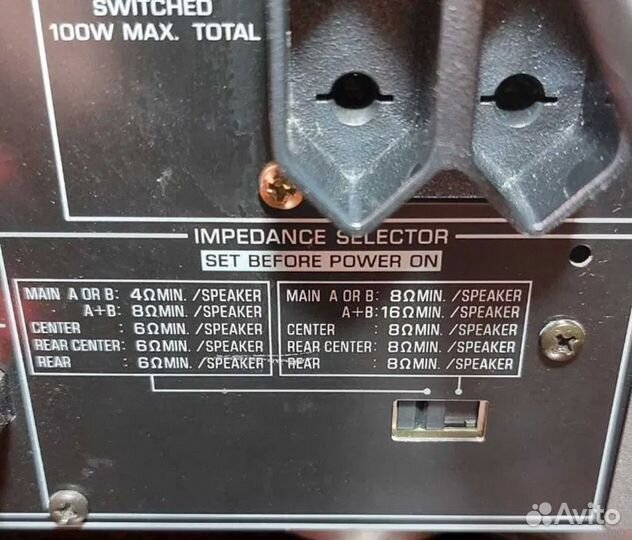 SWITCHED
100W MAX. TOTAL
IMPEDANCE SELECTOR
SET BEFORE POWER ON
MAIN A OR B: 4ΩMIN. /SPEAKER
A+B: 8ΩMIN. /SPEAKER
CENTER : 6ΩMIN. /SPEAKER
REAR CENTER: 6ΩMIN. /SPEAKER
REAR : 6ΩMIN. /SPEAKER
MAIN A OR B: 8ΩMIN. /SPEAKER
A+B: 16ΩMIN. /SPEAKER
CENTER : 8ΩMIN. /SPEAKER
REAR CENTER: 8ΩMIN. /SPEAKER
REAR : 8ΩMIN. /SPEAKER
Avito